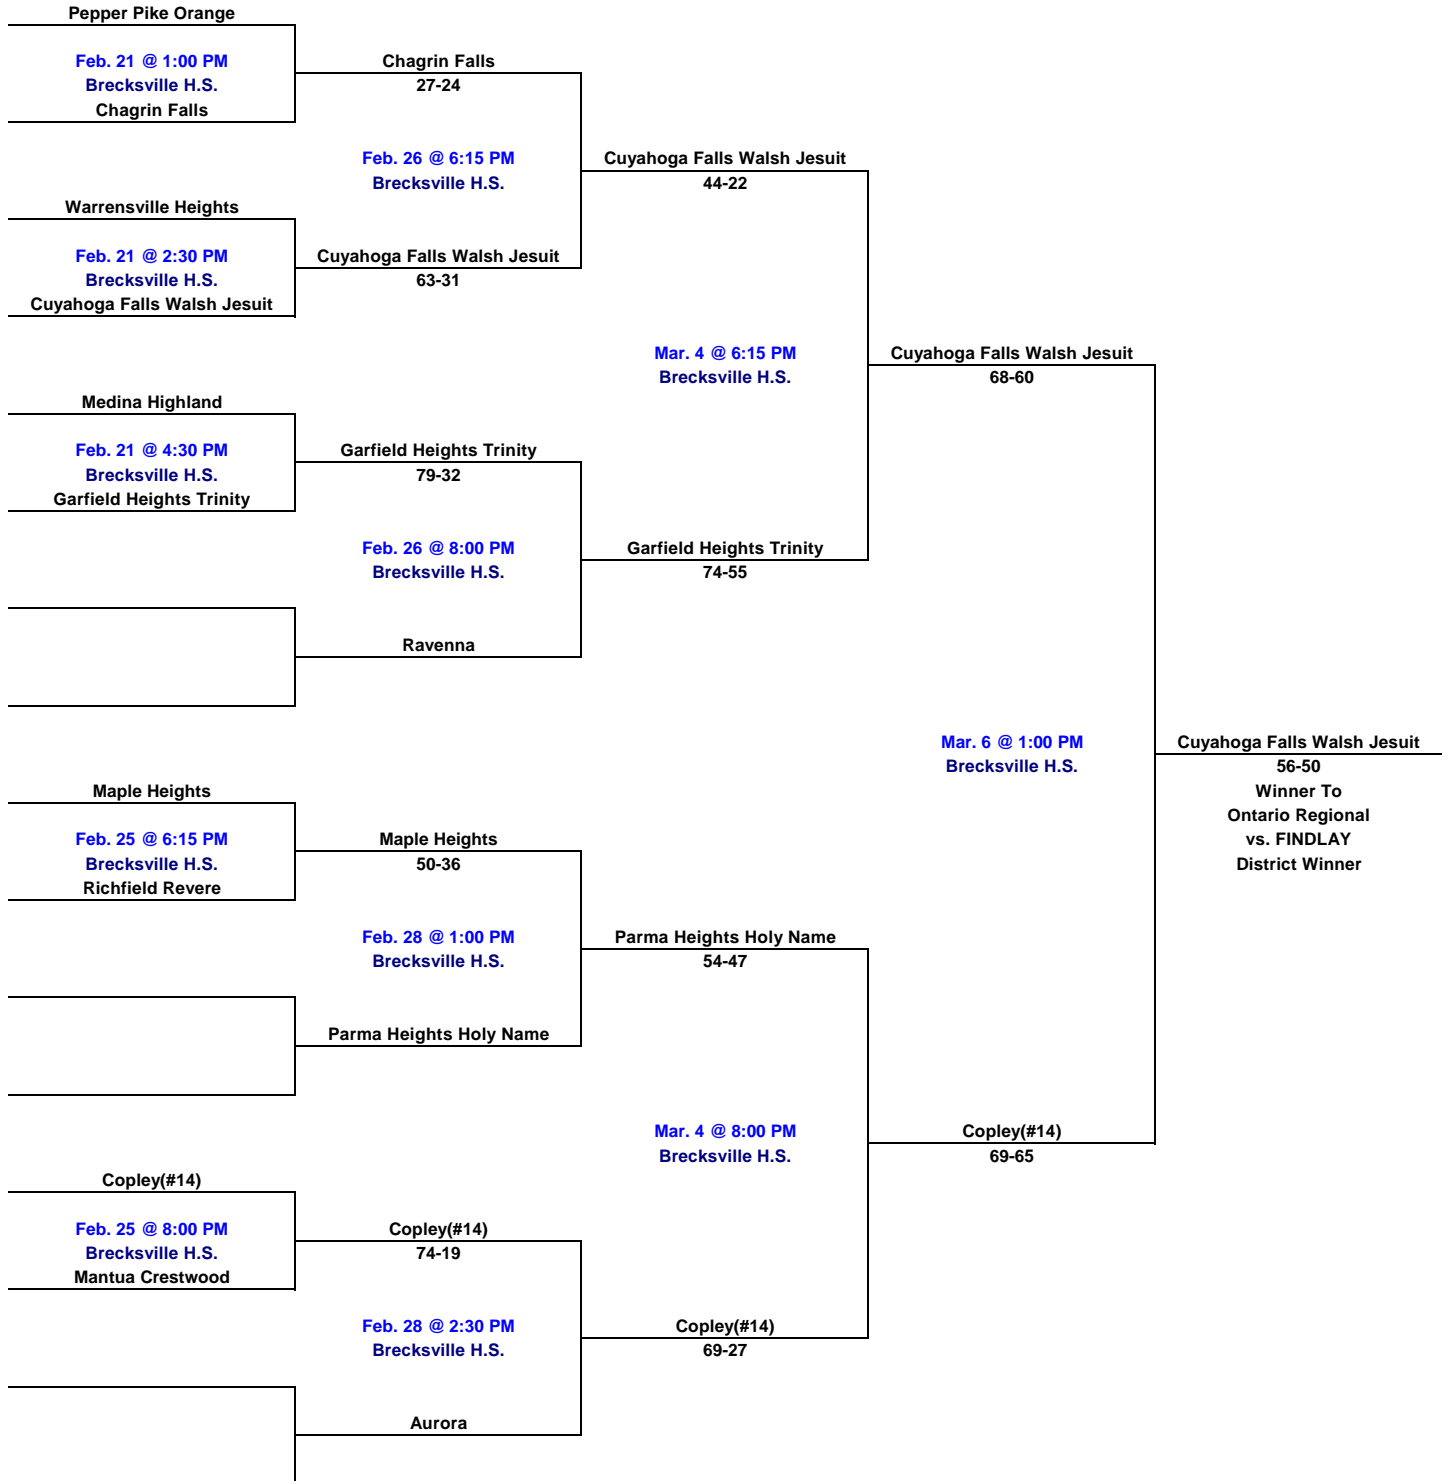 Pepper Pike Orange
Feb. 21 @ 1:00 PM
Brecksville H.S.
Chagrin Falls
Chagrin Falls
27-24
Feb. 26 @ 6:15 PM
Brecksville H.S.
Cuyahoga Falls Walsh Jesuit
44-22
Warrensville Heights
Feb. 21 @ 2:30 PM
Brecksville H.S.
Cuyahoga Falls Walsh Jesuit
Cuyahoga Falls Walsh Jesuit
63-31
Mar. 4 @ 6:15 PM
Brecksville H.S.
Cuyahoga Falls Walsh Jesuit
68-60
Medina Highland
Feb. 21 @ 4:30 PM
Brecksville H.S.
Garfield Heights Trinity
Garfield Heights Trinity
79-32
Feb. 26 @ 8:00 PM
Brecksville H.S.
Garfield Heights Trinity
74-55
Ravenna
Mar. 6 @ 1:00 PM
Brecksville H.S.
Cuyahoga Falls Walsh Jesuit
56-50
Winner To
Ontario Regional
vs. FINDLAY
District Winner
Maple Heights
Feb. 25 @ 6:15 PM
Brecksville H.S.
Richfield Revere
Maple Heights
50-36
Feb. 28 @ 1:00 PM
Brecksville H.S.
Parma Heights Holy Name
54-47
Parma Heights Holy Name
Mar. 4 @ 8:00 PM
Brecksville H.S.
Copley(#14)
69-65
Copley(#14)
Feb. 25 @ 8:00 PM
Brecksville H.S.
Mantua Crestwood
Copley(#14)
74-19
Feb. 28 @ 2:30 PM
Brecksville H.S.
Copley(#14)
69-27
Aurora